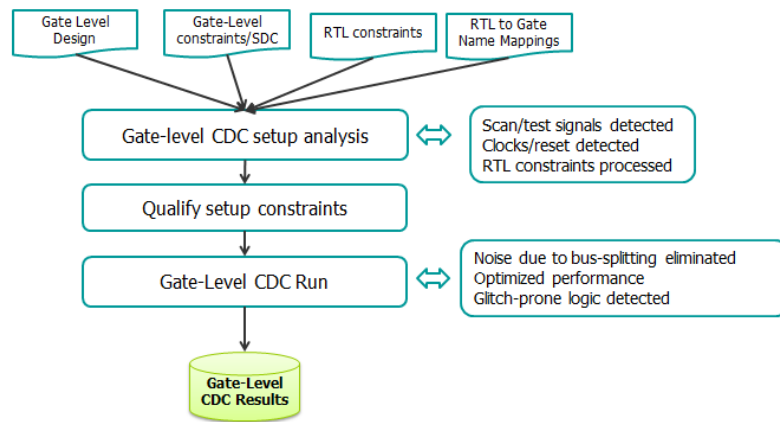 Gate Level
Design
Gate-Level
constraints/SDC
RTL constraints
RTL to Gate
Name Mappings
Gate-level CDC setup analysis
Scan/test signals detected
Clocks/reset detected
RTL constraints processed
Qualify setup constraints
Gate-Level CDC Run
Noise due to bus-splitting eliminated
Optimized performance
Glitch-prone logic detected
Gate-Level
CDC Results